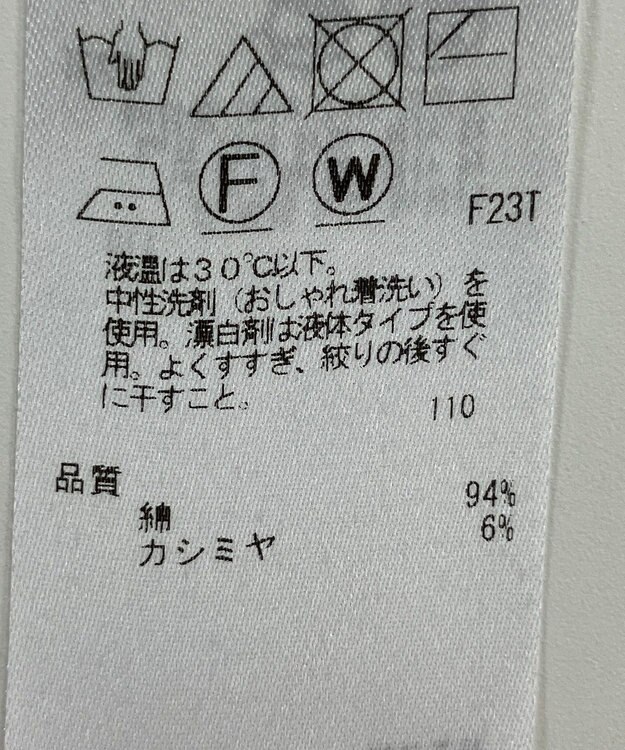 F W F23T
液温は30℃以下。
中性洗剤（おしゃれ着洗い）を
使用。漂白剤は液体タイプを使
用。よくすすぎ、絞りの後すぐ
に干すこと。
110
品質
綿 94%
カシミヤ 6%